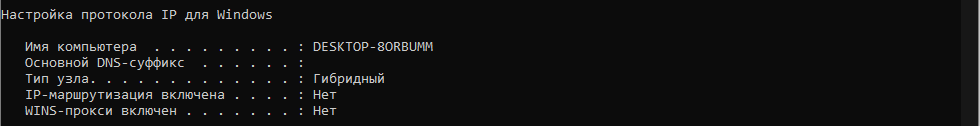 Настройка протокола IP для Windows
Имя компьютера . . . . . . . . . : DESKTOP-8ORBUMM
Основной DNS-суффикс . . . . . . :
Тип узла. . . . . . . . . . . . . : Гибридный
IP-маршрутизация включена . . . . : Нет
WINS-прокси включен . . . . . . . : Нет